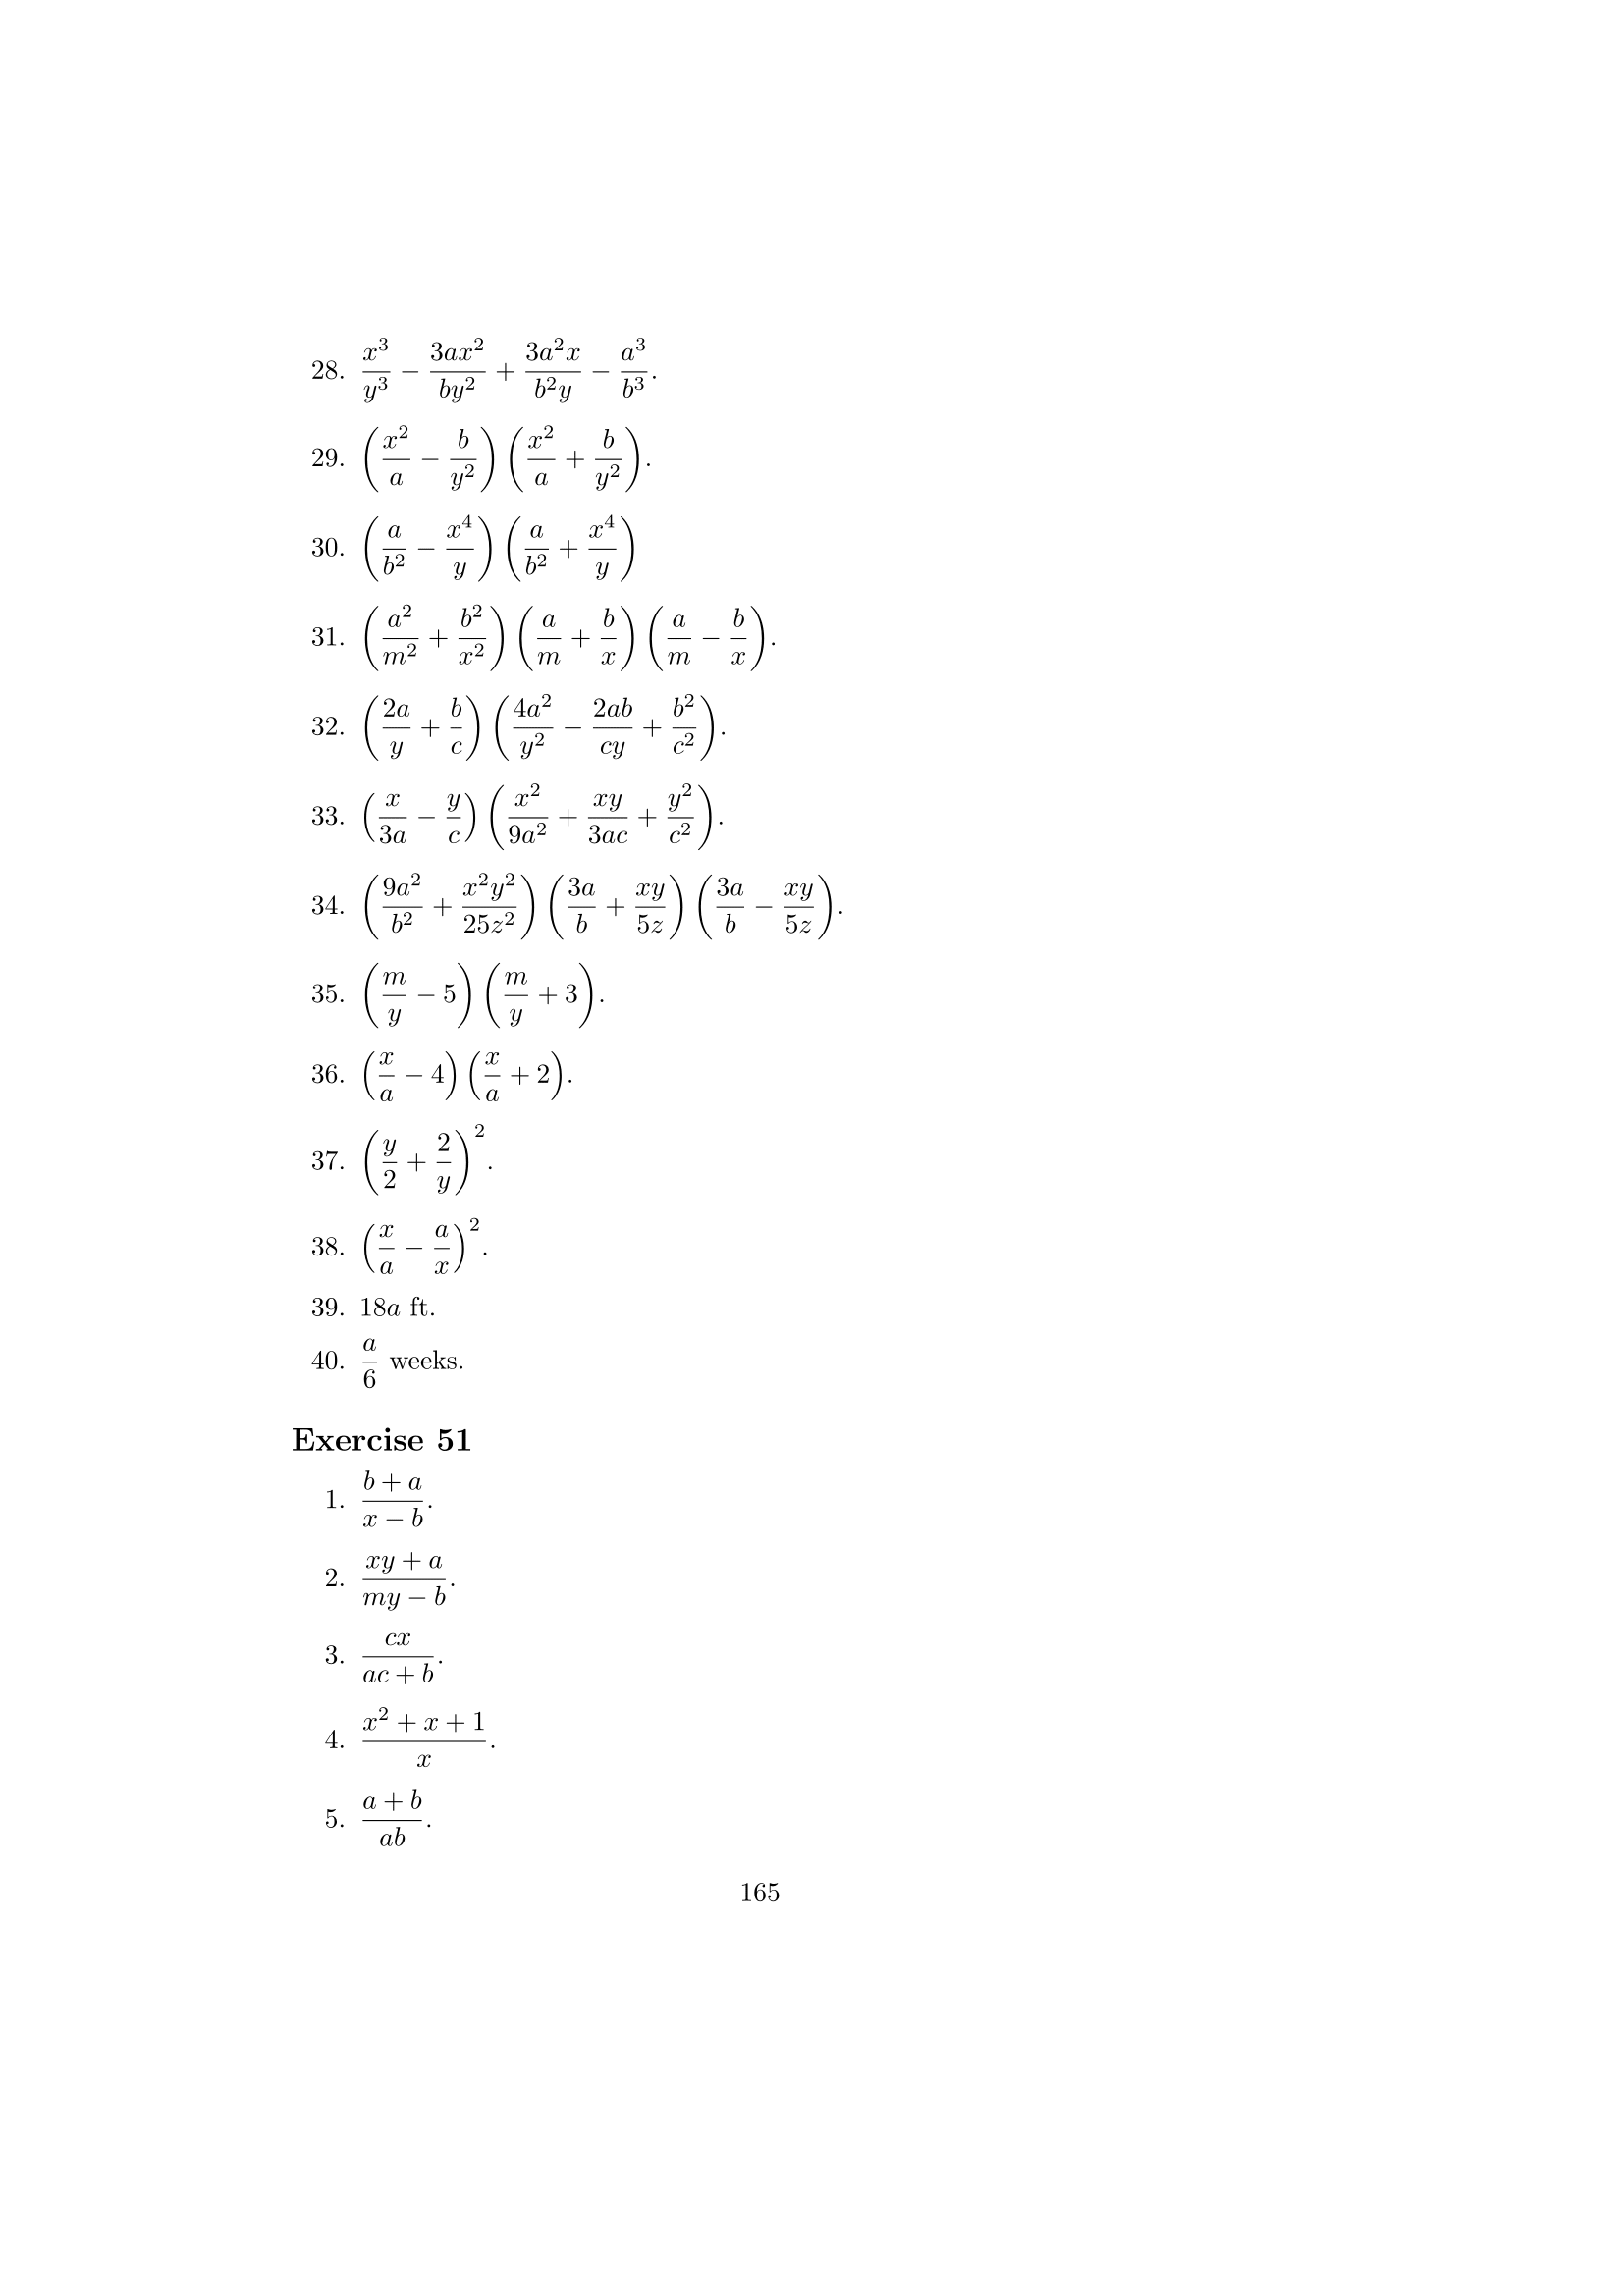 28. $\frac{x^3}{y^3} - \frac{3ax^2}{by^2} + \frac{3a^2x}{b^2y} - \frac{a^3}{b^3}$.
29. $\left(\frac{x^2}{a} - \frac{b}{y^2}\right)\left(\frac{x^2}{a} + \frac{b}{y^2}\right)$.
30. $\left(\frac{a}{b^2} - \frac{x^4}{y}\right)\left(\frac{a}{b^2} + \frac{x^4}{y}\right)$
31. $\left(\frac{a^2}{m^2} + \frac{b^2}{x^2}\right)\left(\frac{a}{m} + \frac{b}{x}\right)\left(\frac{a}{m} - \frac{b}{x}\right)$.
32. $\left(\frac{2a}{y} + \frac{b}{c}\right)\left(\frac{4a^2}{y^2} - \frac{2ab}{cy} + \frac{b^2}{c^2}\right)$.
33. $\left(\frac{x}{3a} - \frac{y}{c}\right)\left(\frac{x^2}{9a^2} + \frac{xy}{3ac} + \frac{y^2}{c^2}\right)$.
34. $\left(\frac{9a^2}{b^2} + \frac{x^2y^2}{25z^2}\right)\left(\frac{3a}{b} + \frac{xy}{5z}\right)\left(\frac{3a}{b} - \frac{xy}{5z}\right)$.
35. $\left(\frac{m}{y} - 5\right)\left(\frac{m}{y} + 3\right)$.
36. $\left(\frac{x}{a} - 4\right)\left(\frac{x}{a} + 2\right)$.
37. $\left(\frac{y}{2} + \frac{2}{y}\right)^2$.
38. $\left(\frac{x}{a} - \frac{a}{x}\right)^2$.
39. $18a$ ft.
40. $\frac{a}{6}$ weeks.
Exercise 51
1. $\frac{b+a}{x-b}$.
2. $\frac{xy+a}{my-b}$.
3. $\frac{cx}{ac+b}$.
4. $\frac{x^2+x+1}{x}$.
5. $\frac{a+b}{ab}$.
165